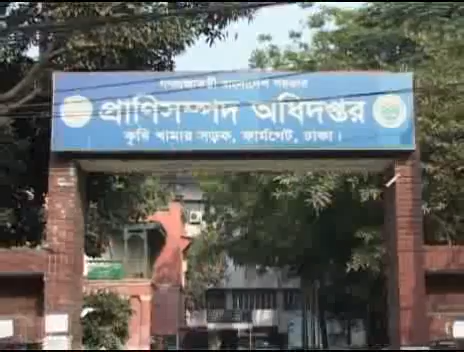 গণপ্রজাতন্ত্রী বাংলাদেশ সরকার
প্রাণিসম্পদ অধিদপ্তর
কৃষি খামার সড়ক, ফার্মগেট, ঢাকা।